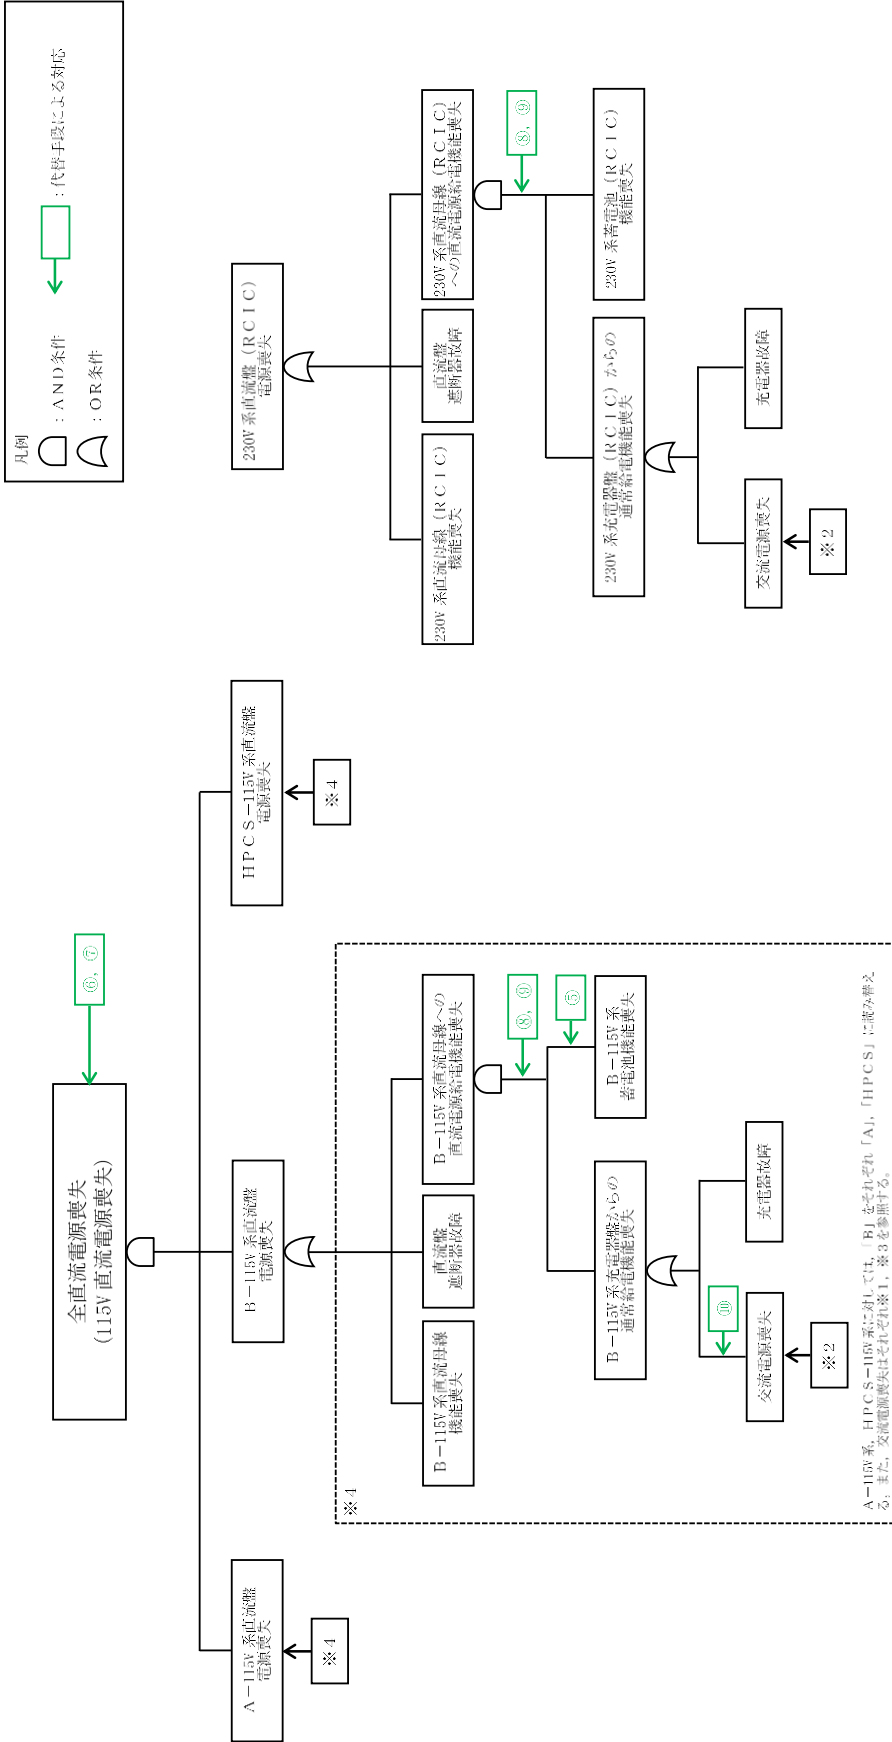 全直流電源喪失
(115V 直流電源喪失)
⑥，⑦
A－115V 系直流盤
電源喪失
※4
B－115V 系直流盤
電源喪失
HPCS－115V 系直流盤
電源喪失
※4
※4
B－115V 系直流母線
機能喪失
直流盤
遮断器故障
B－115V 系直流母線への
直流電源給電機能喪失
⑧，⑨
⑤
B－115V 系充電器盤からの
通常給電機能喪失
B－115V 系
蓄電池機能喪失
⑩
交流電源喪失
充電器故障
※2
A－115V 系，HPCS－115V 系に対しては，「B」をそれぞれ「A」，「HPCS」に読み替え
る。また，交流電源喪失はそれぞれ※1，※3を参照する。
230V 系直流盤（RCIC）
電源喪失
230V 系直流母線（RCIC）
機能喪失
直流盤
遮断器故障
230V 系直流母線（RCIC）
への直流電源給電機能喪失
⑧，⑨
230V 系充電器盤（RCIC）からの
通常給電機能喪失
230V 系蓄電池（RCIC）
機能喪失
交流電源喪失
充電器故障
※2
凡例
：AND条件
：代替手段による対応
：OR条件